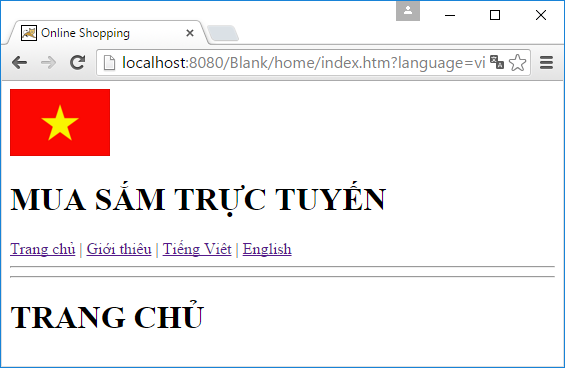 Online Shopping
localhost:8080/Blank/home/index.htm?language=vi
MUA SẮM TRỰC TUYẾN
Trang chủ | Giới thiêu | Tiếng Việt | English
TRANG CHỦ